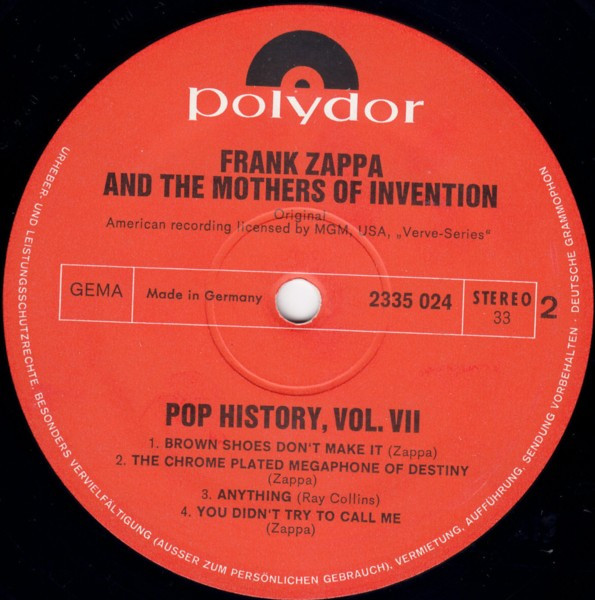 polydor
FRANK ZAPPA
AND THE MOTHERS OF INVENTION
Original
American recording licensed by MGM, USA, „Verve-Series"
GEMA
Made in Germany
2335 024
STEREO
33
2
POP HISTORY, VOL. VII
1. BROWN SHOES DON'T MAKE IT (Zappa)
2. THE CHROME PLATED MEGAPHONE OF DESTINY
(Zappa)
3. ANYTHING (Ray Collins)
4. YOU DIDN'T TRY TO CALL ME
(Zappa)
URHEBER- UND LEISTUNGSSCHUTZRECHTE, BESONDERS VERVIELFÄLTIGUNG (AUSSER ZUM PERSÖNLICHEN GEBRAUCH), VERMIETUNG, AUFFÜHRUNG, SENDUNG VORBEHALTEN · DEUTSCHE GRAMMOPHON